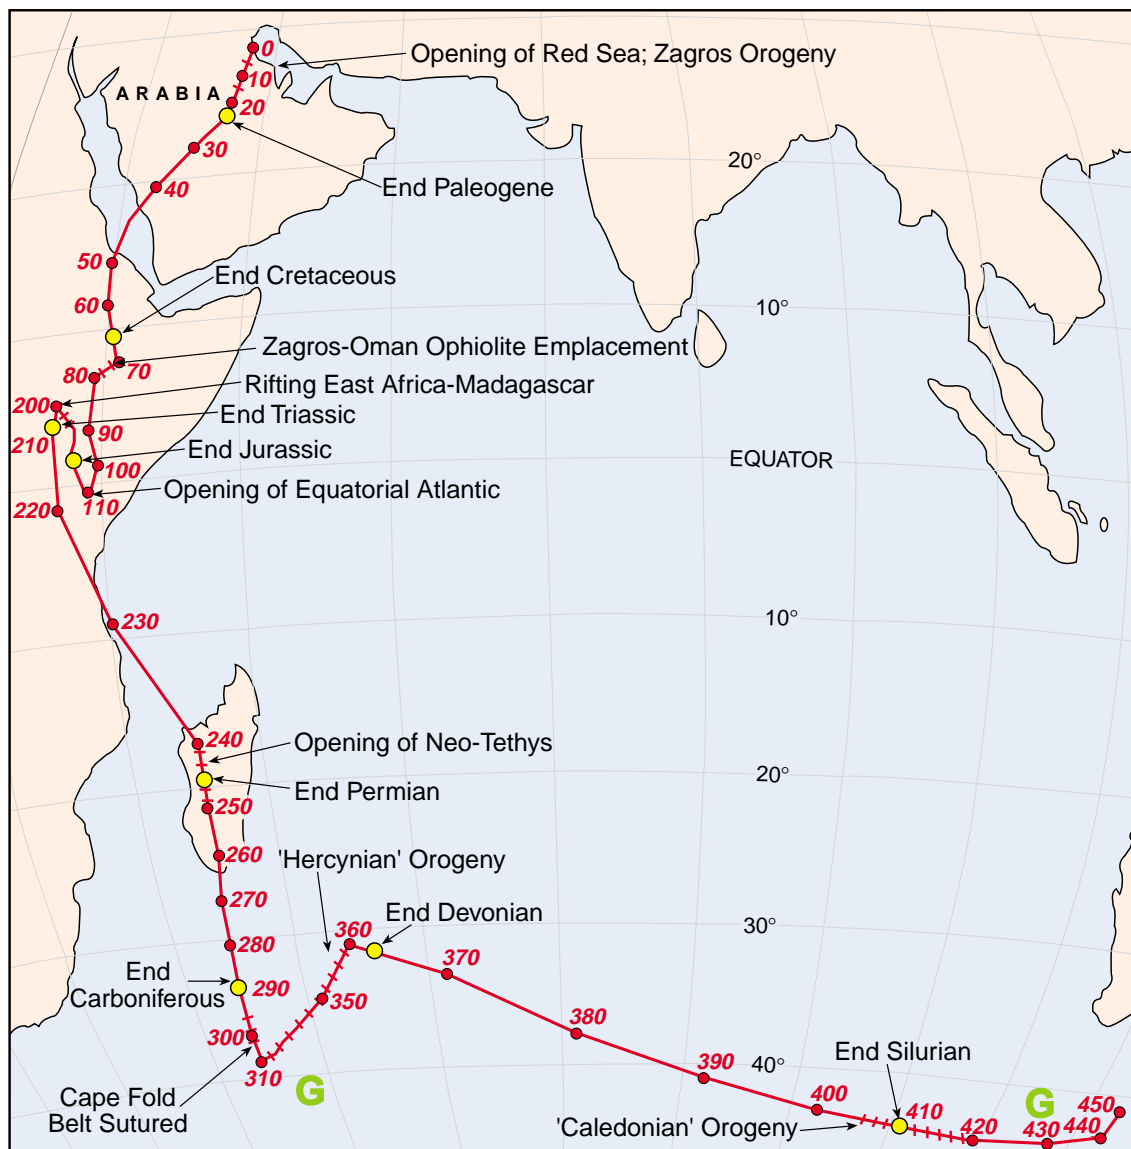 0
Opening of Red Sea; Zagros Orogeny
10
ARABIA
20
30
20°
40
End Paleogene
50
End Cretaceous
60
10°
Zagros-Oman Ophiolite Emplacement
70
80
Rifting East Africa-Madagascar
200
End Triassic
210
90
End Jurassic
100
EQUATOR
Opening of Equatorial Atlantic
110
220
230
10°
240
Opening of Neo-Tethys
20°
End Permian
250
260
'Hercynian' Orogeny
270
End Devonian
360
30°
280
370
End
Carboniferous
290
350
300
380
310
390
40°
End Silurian
Cape Fold
Belt Sutured
G
400
410
G
450
'Caledonian' Orogeny
420
430
440